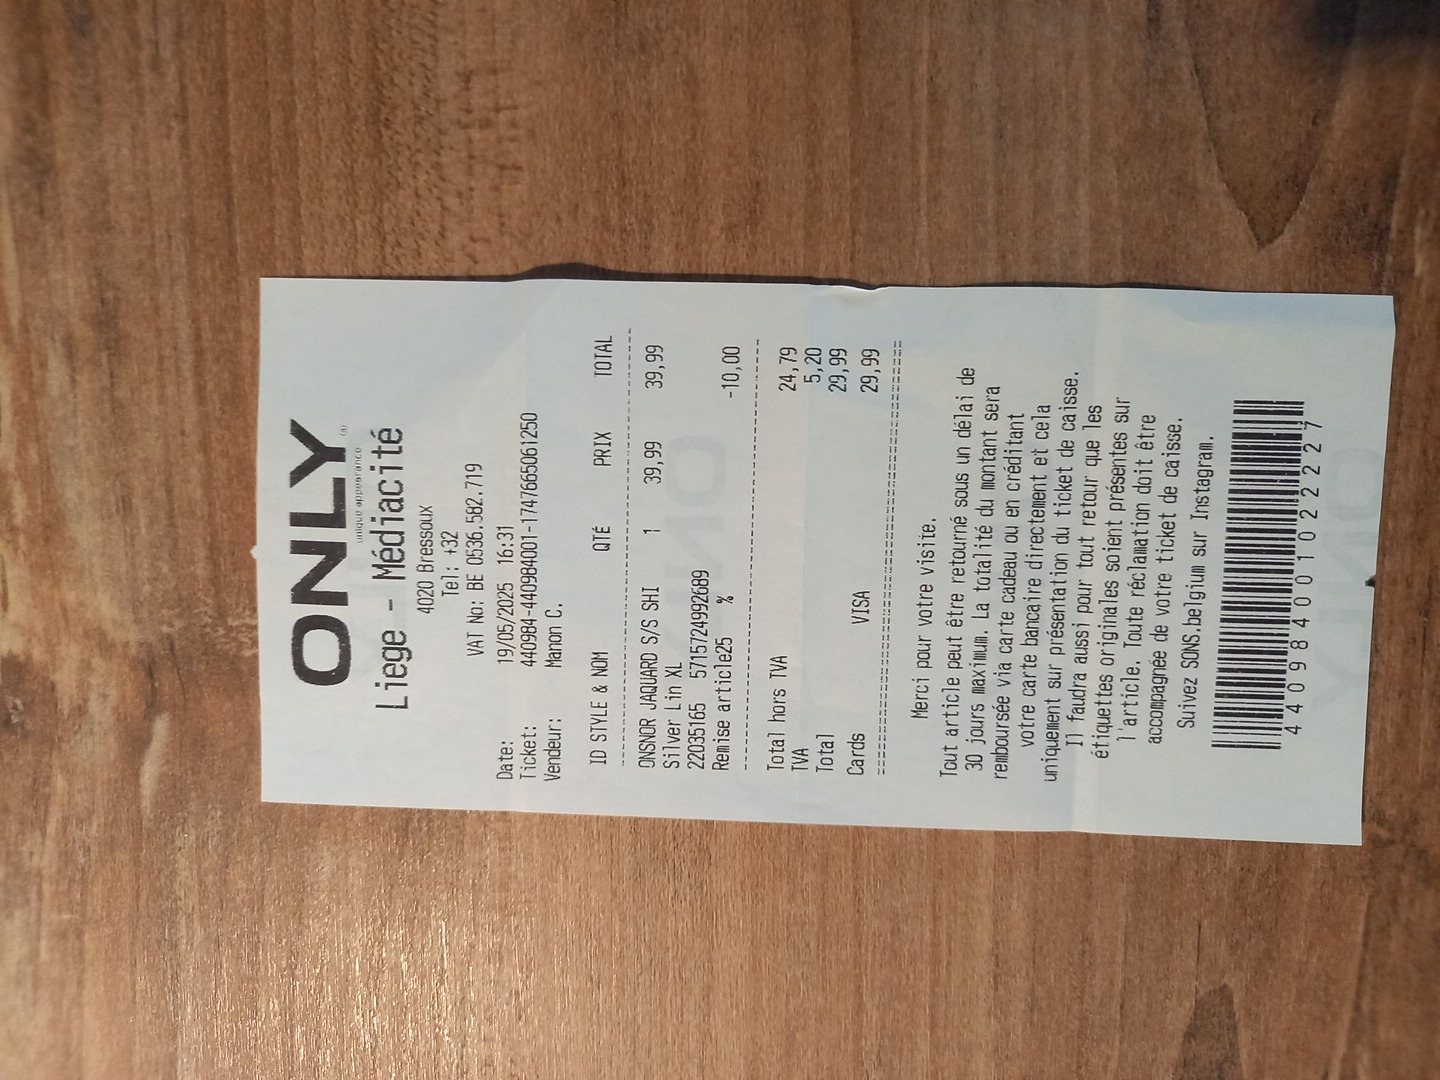 ONLY
unique appearance
Liege - Médiacité
4020 Bressoux
Tel: +32
VAT No: BE 0536.582.719
Date: 19/05/2025 16:31
Ticket: 440984-440984001-1747665061250
Vendeur: Manon C.
ID STYLE & NOM QTÉ PRIX TOTAL
ONSNOR JAQUARD S/S SHI 1 39,99 39,99
Silver Lin XL
22035165 5715724992689
Remise article25 % -10,00
Total hors TVA 24,79
TVA 5,20
Total 29,99
Cards VISA 29,99
Merci pour votre visite.
Tout article peut être retourné sous un délai de
30 jours maximum. La totalité du montant sera
remboursée via carte cadeau ou en créditant
votre carte bancaire directement et cela
uniquement sur présentation du ticket de caisse.
Il faudra aussi pour tout retour que les
étiquettes originales soient présentes sur
l'article. Toute réclamation doit être
accompagnée de votre ticket de caisse.
Suivez SONS.belgium sur Instagram.
440984001022227